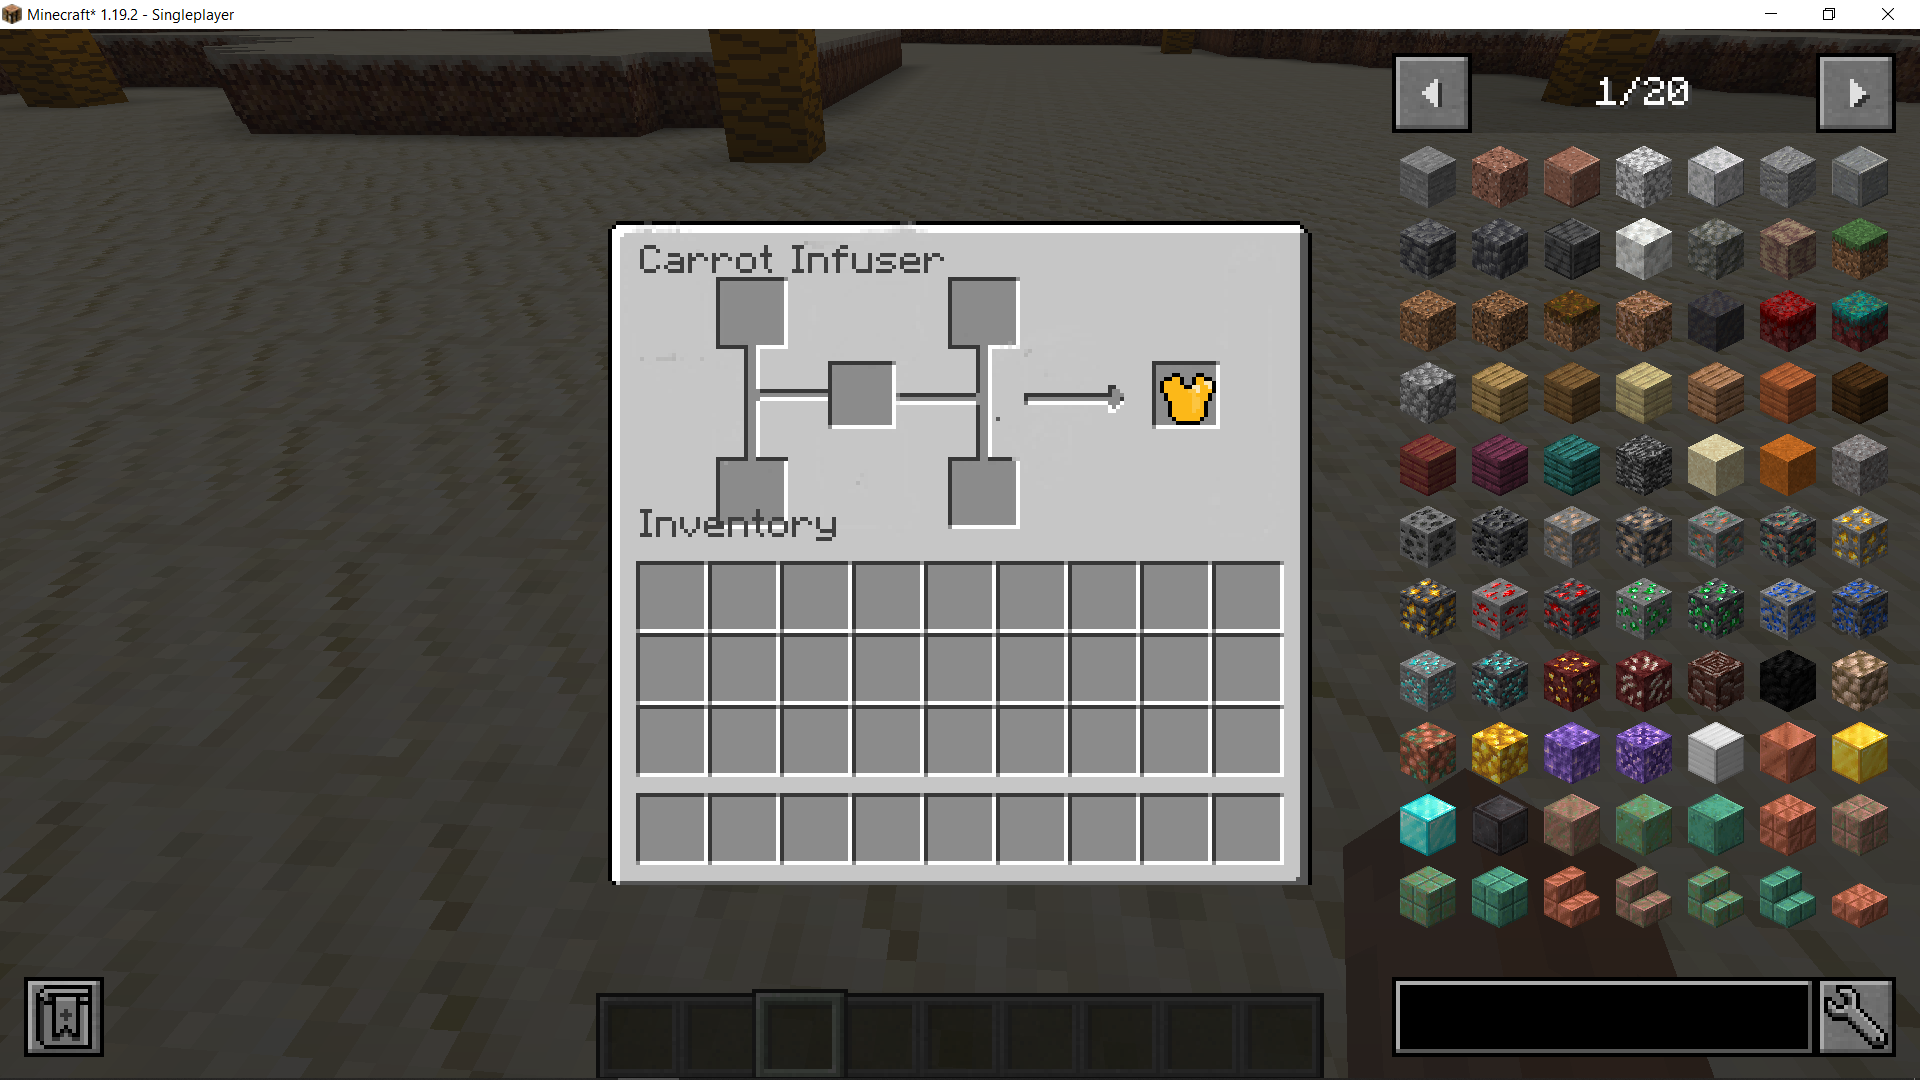 Minecraft* 1.19.2 - Singleplayer
1/20
Carrot Infuser
Inventory